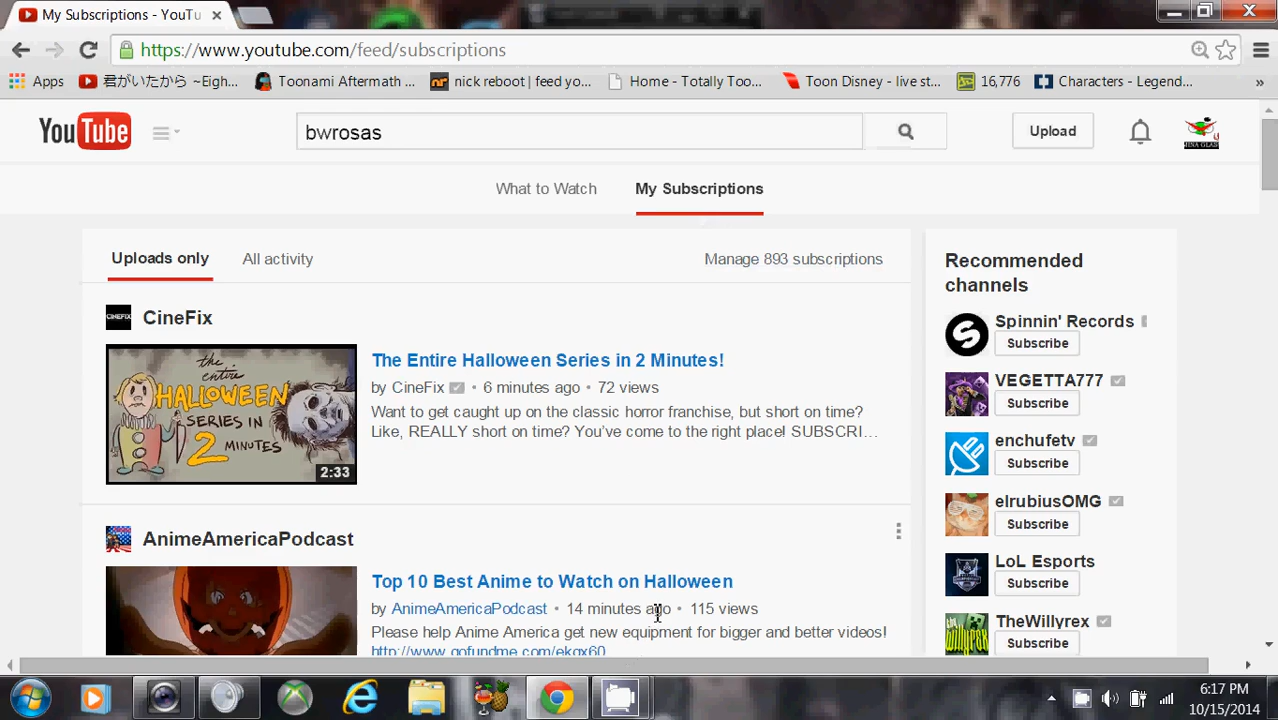 My Subscriptions - YouTu
https://www.youtube.com/feed/subscriptions
Apps 君がいたから ~Eigh... Toonami Aftermath ... nick reboot | feed yo... Home - Totally Too... Toon Disney - live st... 16,776 Characters - Legend... »
YouTube bwrosas Upload
What to Watch My Subscriptions
Uploads only All activity Manage 893 subscriptions
CineFix
the entire
HALLOWEEN
SERIES IN
2
MINUTES
2:33
The Entire Halloween Series in 2 Minutes!
by CineFix • 6 minutes ago • 72 views
Want to get caught up on the classic horror franchise, but short on time?
Like, REALLY short on time? You've come to the right place! SUBSCRI...
AnimeAmericaPodcast
Top 10 Best Anime to Watch on Halloween
by AnimeAmericaPodcast • 14 minutes ago • 115 views
Please help Anime America get new equipment for bigger and better videos!
http://www.gofundme.com/ekqx60
Recommended
channels
Spinnin' Records
Subscribe
VEGETTA777
Subscribe
enchufetv
Subscribe
elrubiusOMG
Subscribe
LoL Esports
Subscribe
TheWillyrex
Subscribe
6:17 PM
10/15/2014